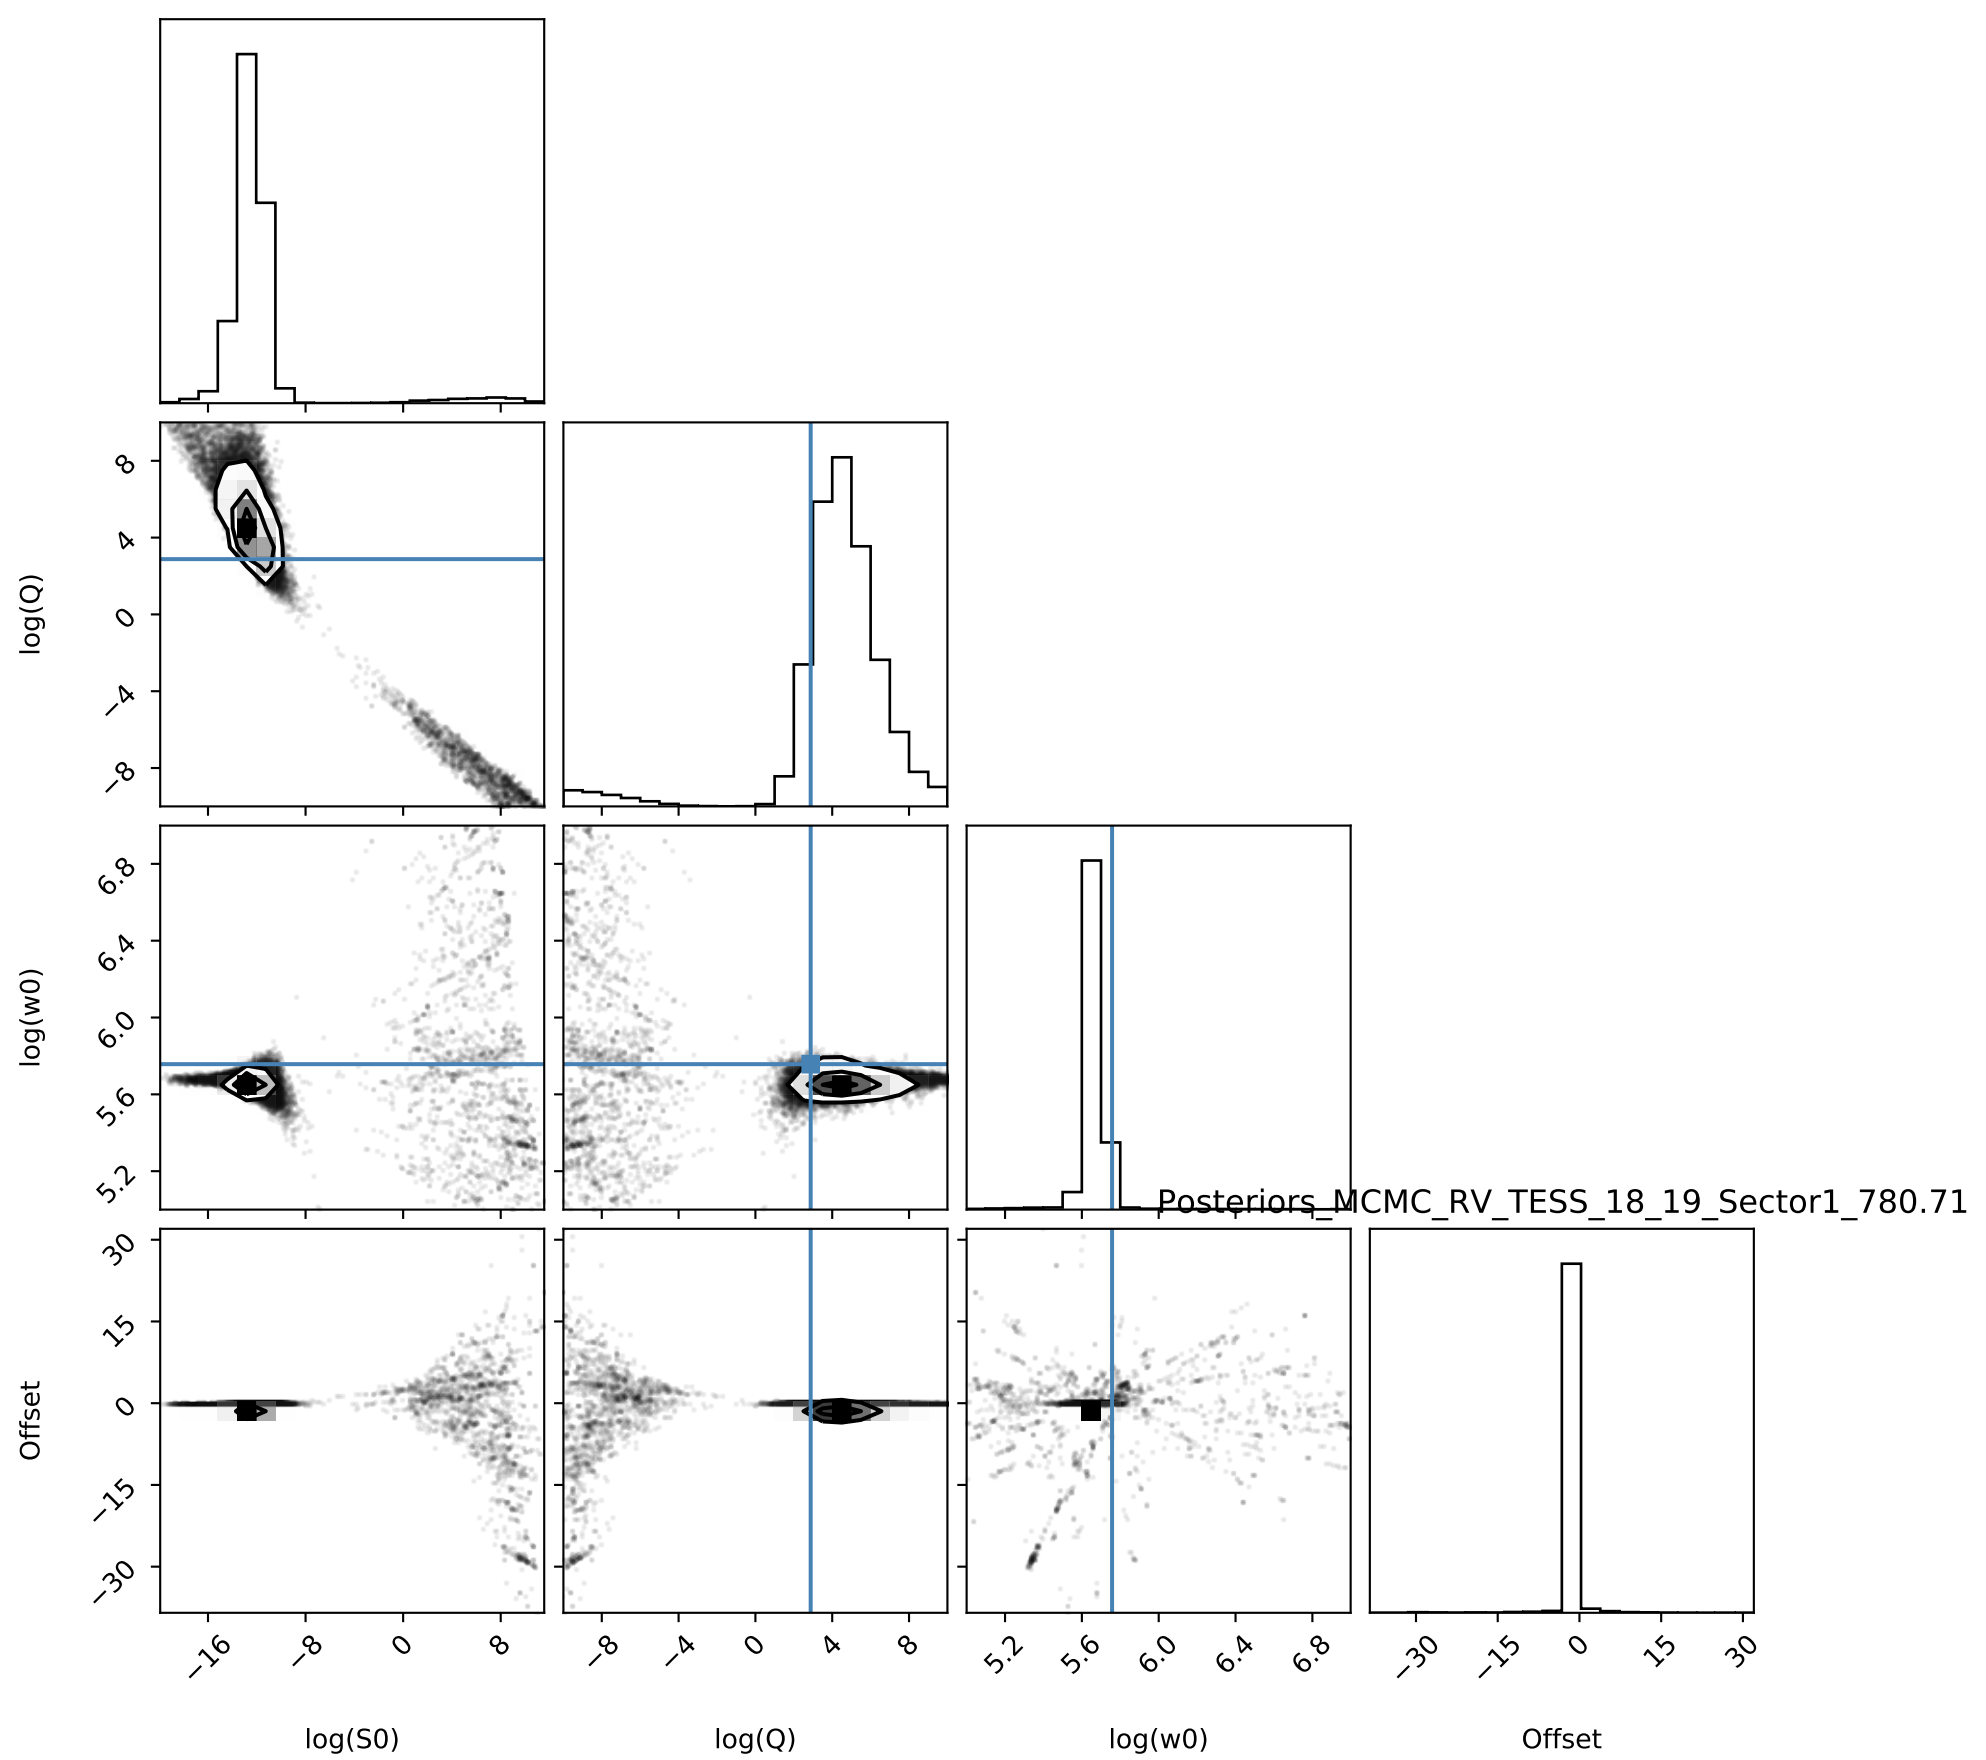 8
4
0
−4
−8
log(Q)
6.8
6.4
6.0
5.6
5.2
log(w0)
Posteriors_MCMC_RV_TESS_18_19_Sector1_780.71
30
15
0
−15
−30
Offset
−16 −8 0 8
−8 −4 0 4 8
5.2 5.6 6.0 6.4 6.8
−30 −15 0 15 30
log(S0) log(Q) log(w0) Offset